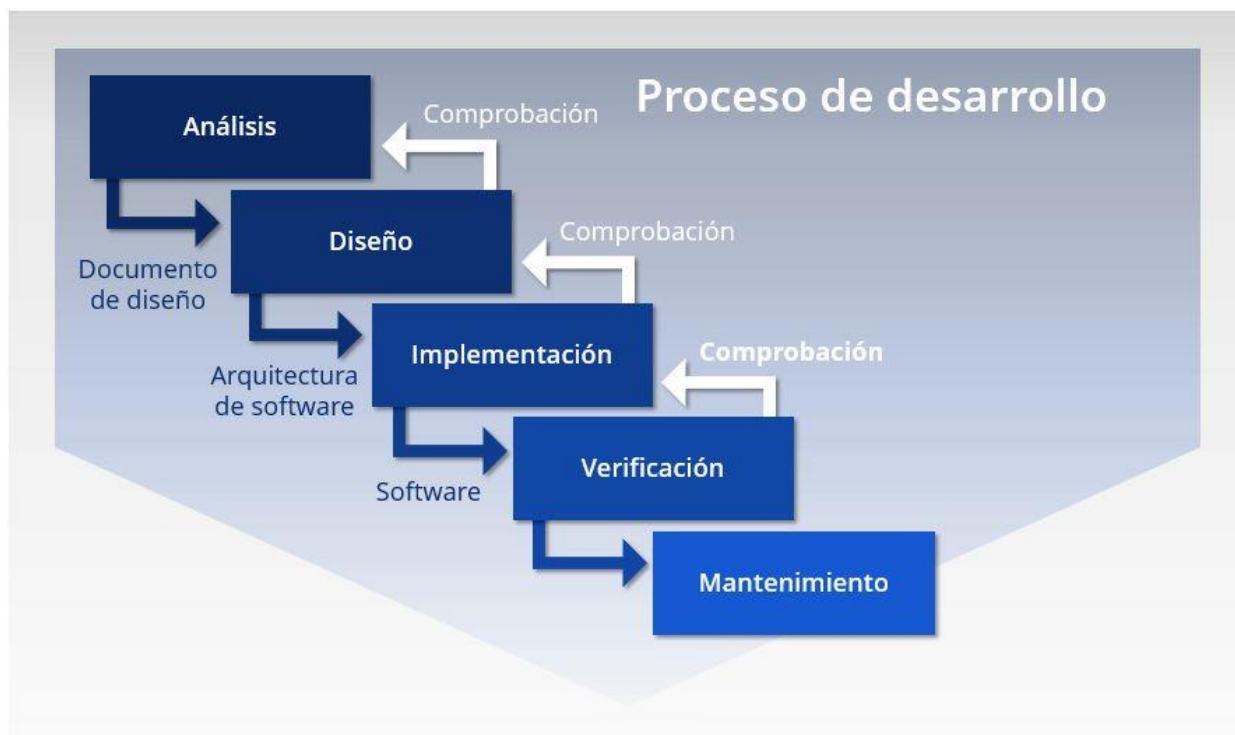 Proceso de desarrollo
Análisis
Comprobación
Diseño
Comprobación
Documento
de diseño
Implementación
Comprobación
Arquitectura
de software
Verificación
Software
Mantenimiento